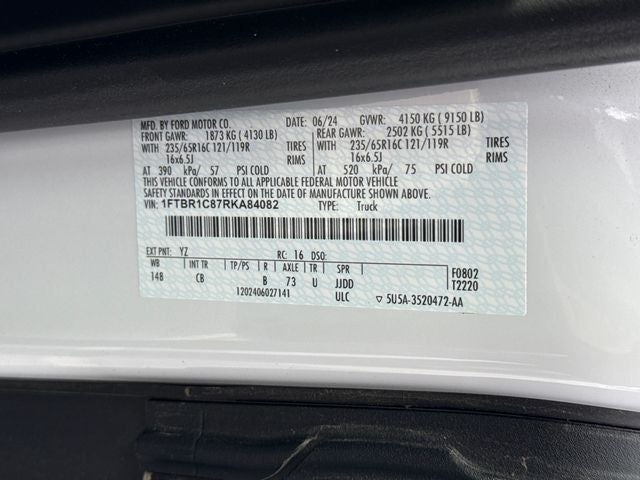 MFD. BY FORD MOTOR CO. DATE: 06/24 GVWR: 4150 KG ( 9150 LB)
FRONT GAWR: 1873 KG ( 4130 LB) REAR GAWR: 2502 KG ( 5515 LB)
WITH 235/65R16C 121/119R TIRES WITH 235/65R16C 121/119R TIRES
16x6.5J RIMS 16x6.5J RIMS
AT 390 kPa/ 57 PSI COLD AT 520 kPa/ 75 PSI COLD
THIS VEHICLE CONFORMS TO ALL APPLICABLE FEDERAL MOTOR VEHICLE
SAFETY STANDARDS IN EFFECT ON THE DATE OF MANUFACTURE SHOWN ABOVE.
VIN: 1FTBR1C87RKA84082 TYPE: Truck
EXT PNT: YZ RC: 16 DSO: F0802
WB INT TR TP/PS R AXLE TR SPR T2220
148 CB B 73 U JJDD
1202406027141 ULC ▽ 5U5A-3520472-AA